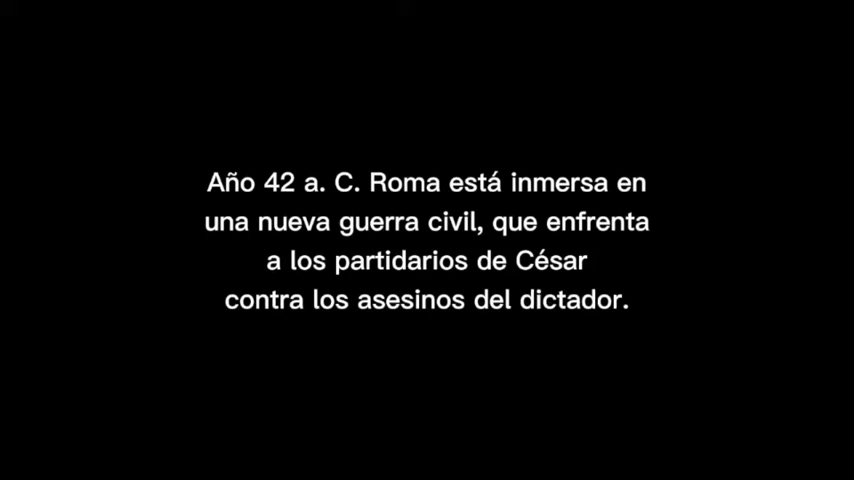 Año 42 a. C. Roma está inmersa en
una nueva guerra civil, que enfrenta
a los partidarios de César
contra los asesinos del dictador.